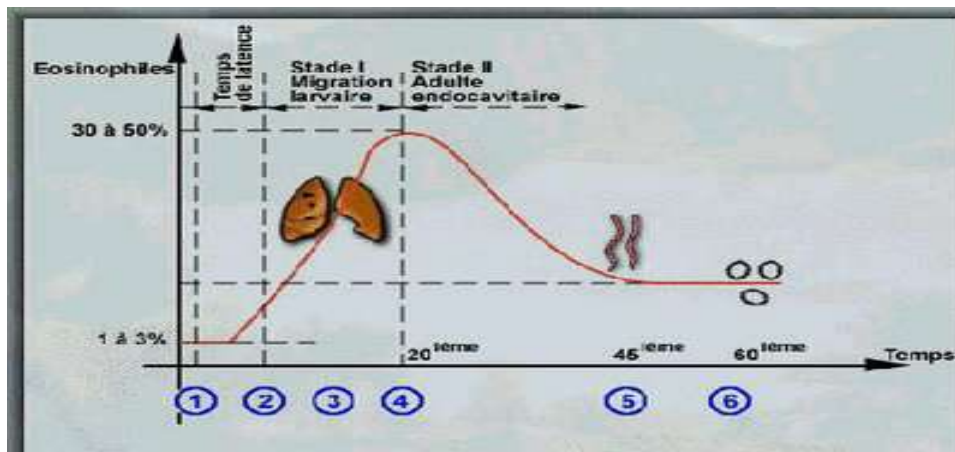 Eosinophiles
Temps
de latence
Stade I
Migration
larvaire
Stade II
Adulte
endocavitaire
30 à 50%
1 à 3%
20ième
45ième
60ième
Temps
1 2 3 4 5 6